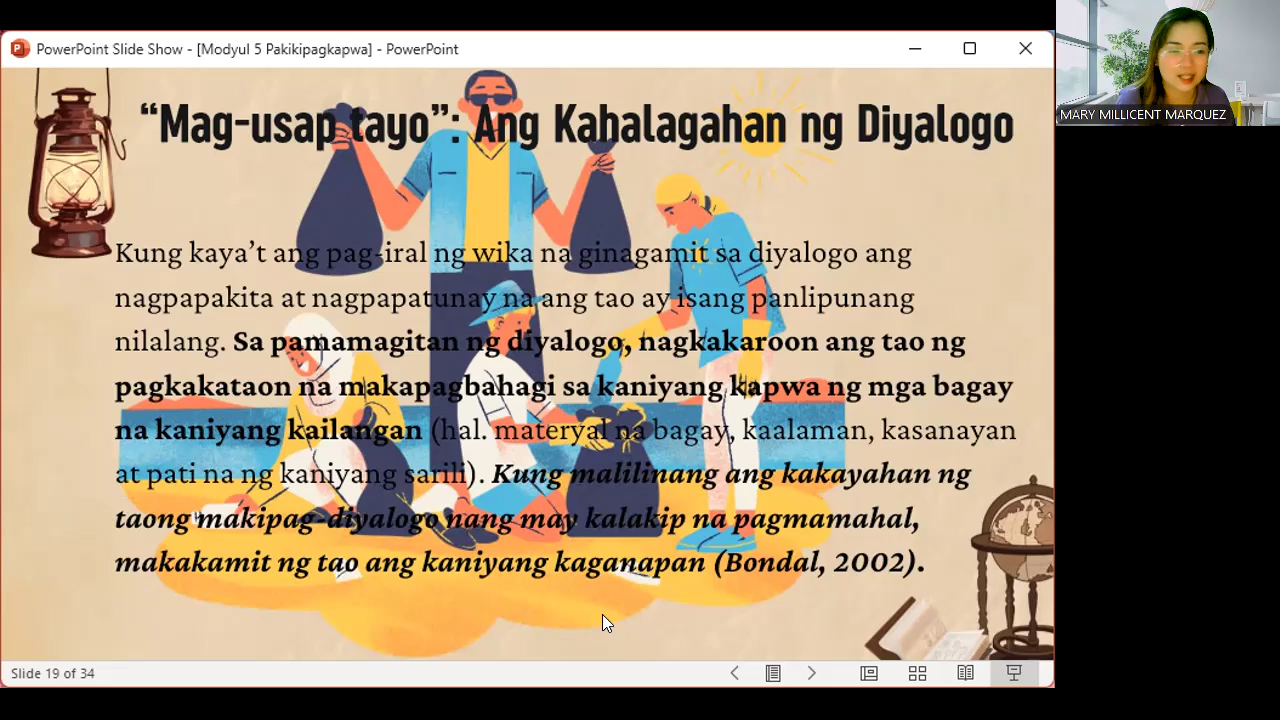 PowerPoint Slide Show - [Modyul 5 Pakikipagkapwa] - PowerPoint
MARY MILLICENT MARQUEZ
“Mag-usap tayo”: Ang Kahalagahan ng Diyalogo
Kung kaya’t ang pag-iral ng wika na ginagamit sa diyalogo ang
nagpapakita at nagpapatunay na ang tao ay isang panlipunang
nilalang. Sa pamamagitan ng diyalogo, nagkakaroon ang tao ng
pagkakataon na makapagbahagi sa kaniyang kapwa ng mga bagay
na kaniyang kailangan (hal. materyal na bagay, kaalaman, kasanayan
at pati na ng kaniyang sarili). Kung malilinang ang kakayahan ng
taong makipag-diyalogo nang may kalakip na pagmamahal,
makakamit ng tao ang kaniyang kaganapan (Bondal, 2002).
Slide 19 of 34